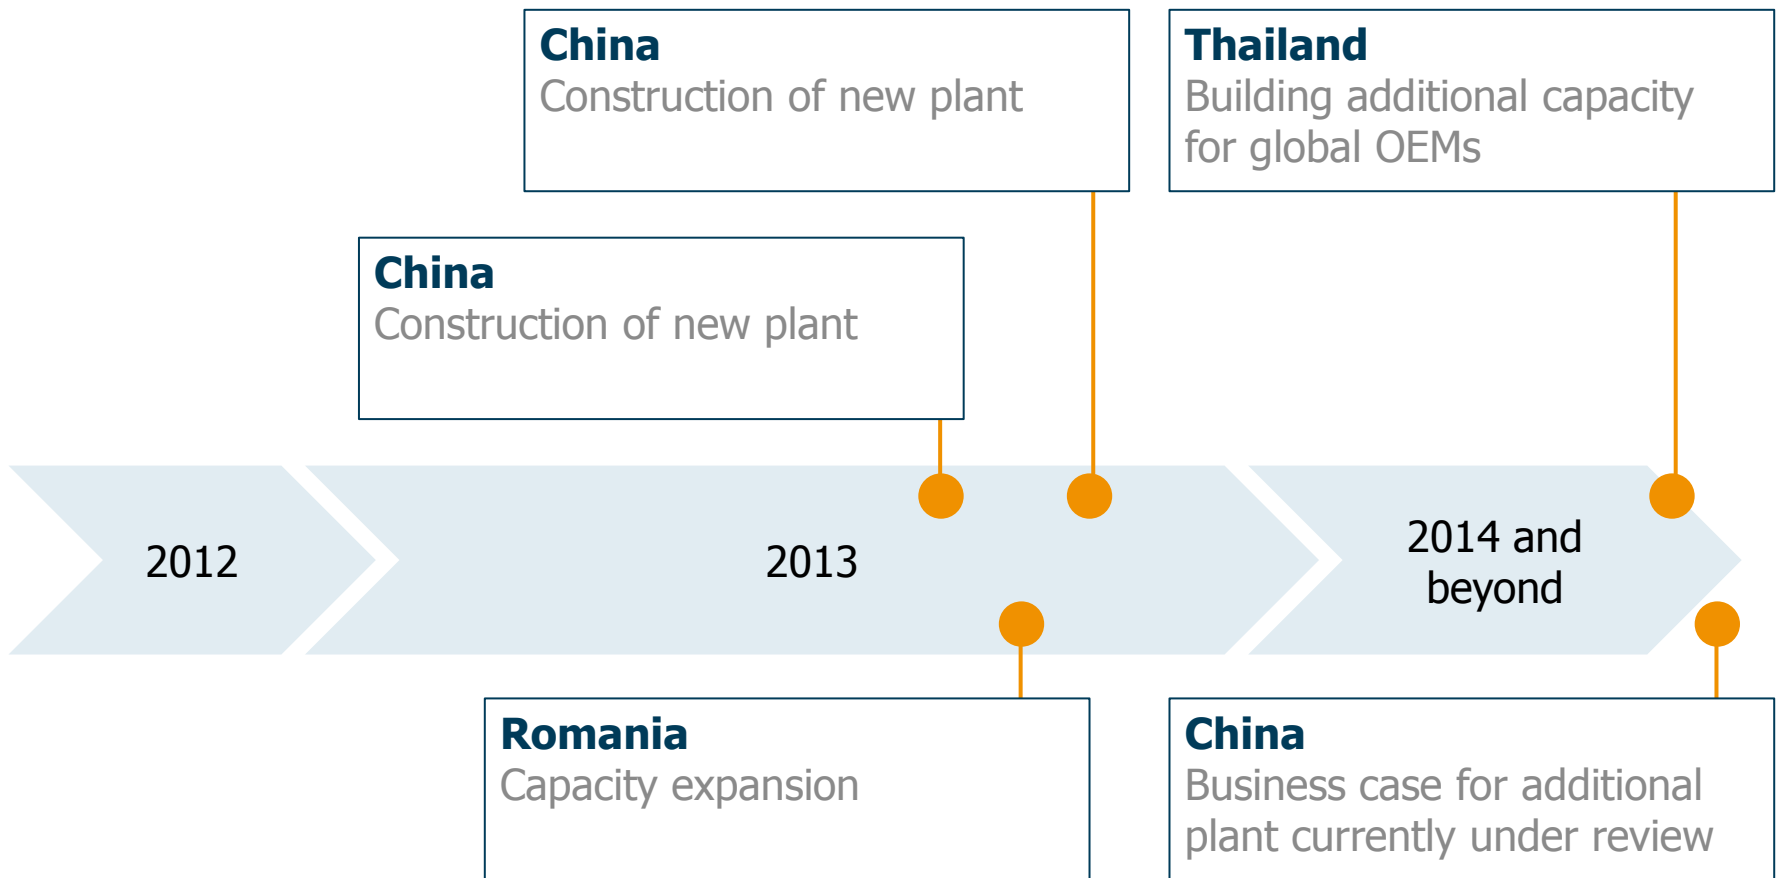 China
Construction of new plant
Thailand
Building additional capacity
for global OEMs
China
Construction of new plant
2012
2013
2014 and
beyond
Romania
Capacity expansion
China
Business case for additional
plant currently under review